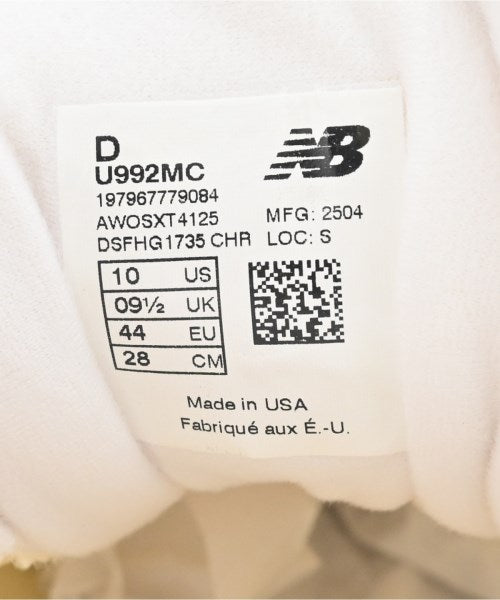 D
NB
U992MC
197967779084
AWOSXT4125 MFG: 2504
DSFHG1735 CHR LOC: S
10 US
09½ UK
44 EU
28 CM
Made in USA
Fabriqué aux É.-U.